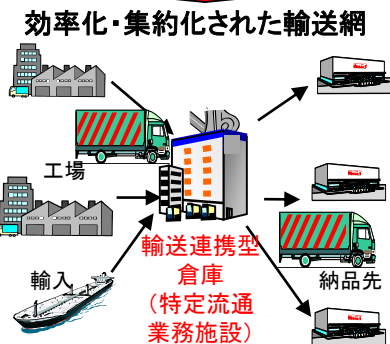 効率化・集約化された輸送網
工場
輸送連携型
倉庫
(特定流通
業務施設)
輸入
納品先